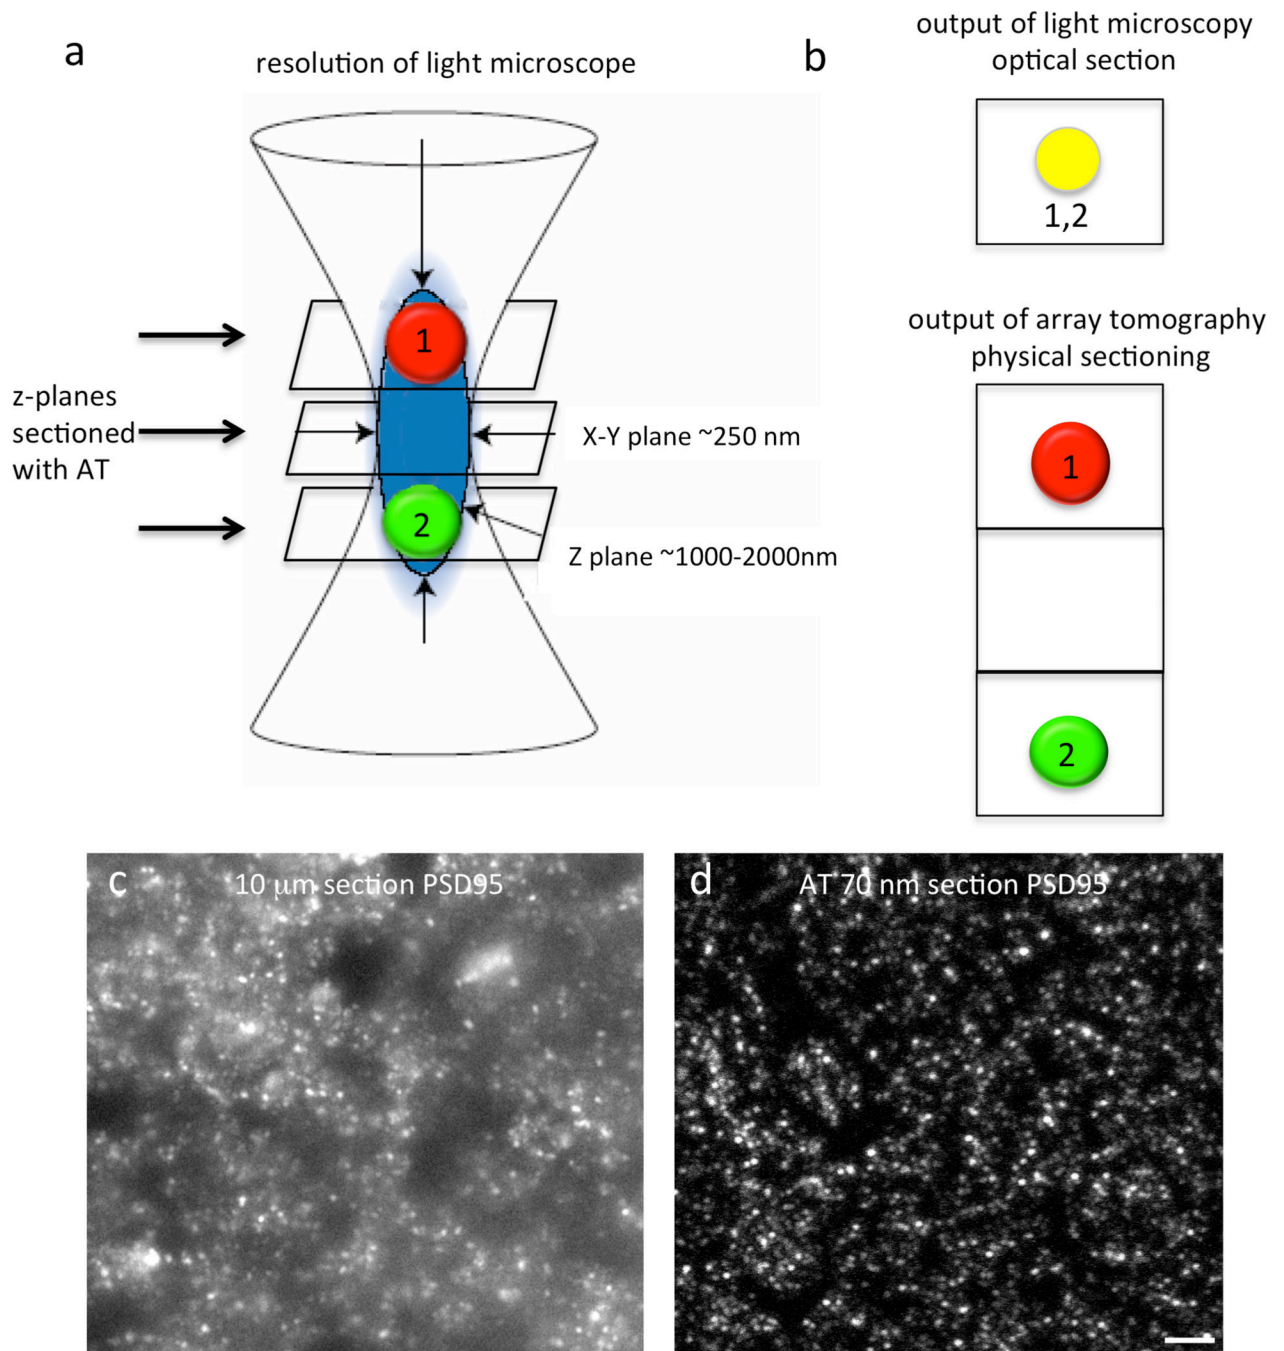 a
resolution of light microscope
1
2
z-planes
sectioned
with AT
X-Y plane ~250 nm
Z plane ~1000-2000nm
b
output of light microscopy
optical section
1,2
output of array tomography
physical sectioning
1
2
c
10 μm section PSD95
d
AT 70 nm section PSD95